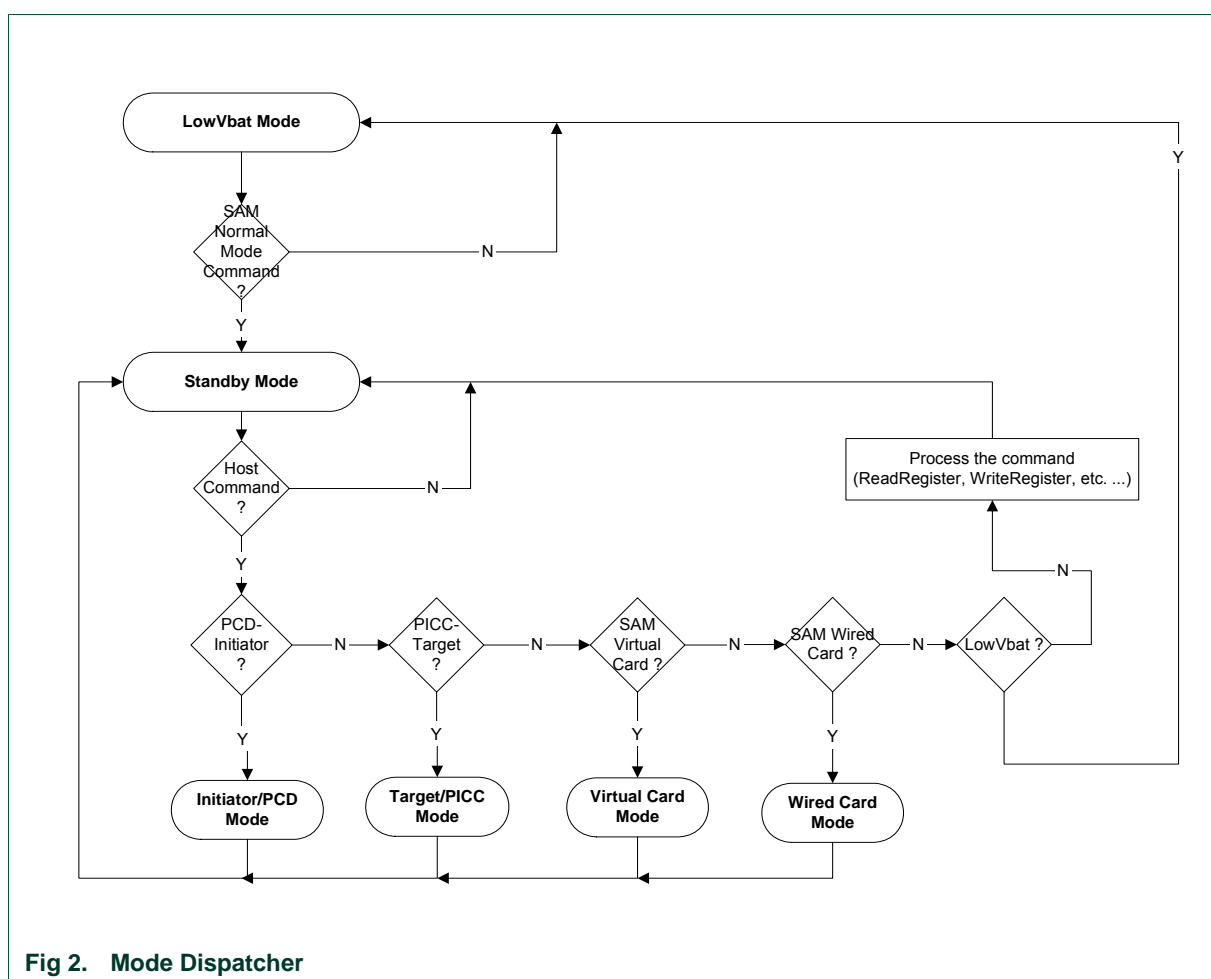 LowVbat Mode
Y
SAM
Normal
Mode
Command
?
N
Y
Standby Mode
Host
Command
?
N
Process the command
(ReadRegister, WriteRegister, etc. ...)
Y
N
PCD-
Initiator
?
N
PICC-
Target
?
N
SAM
Virtual
Card ?
N
SAM Wired
Card ?
N
LowVbat ?
Y
Y
Y
Y
Initiator/PCD
Mode
Target/PICC
Mode
Virtual Card
Mode
Wired Card
Mode
Fig 2. Mode Dispatcher